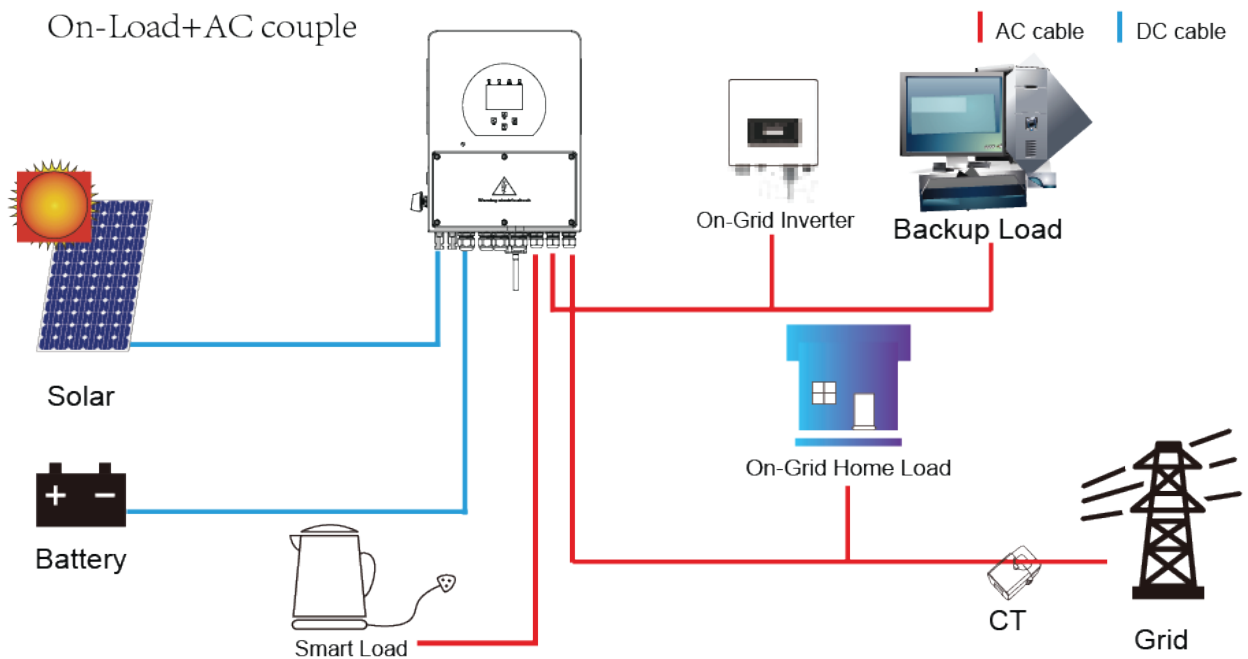 On-Load+AC couple
AC cable
DC cable
On-Grid Inverter
Backup Load
Solar
On-Grid Home Load
Battery
Smart Load
CT
Grid